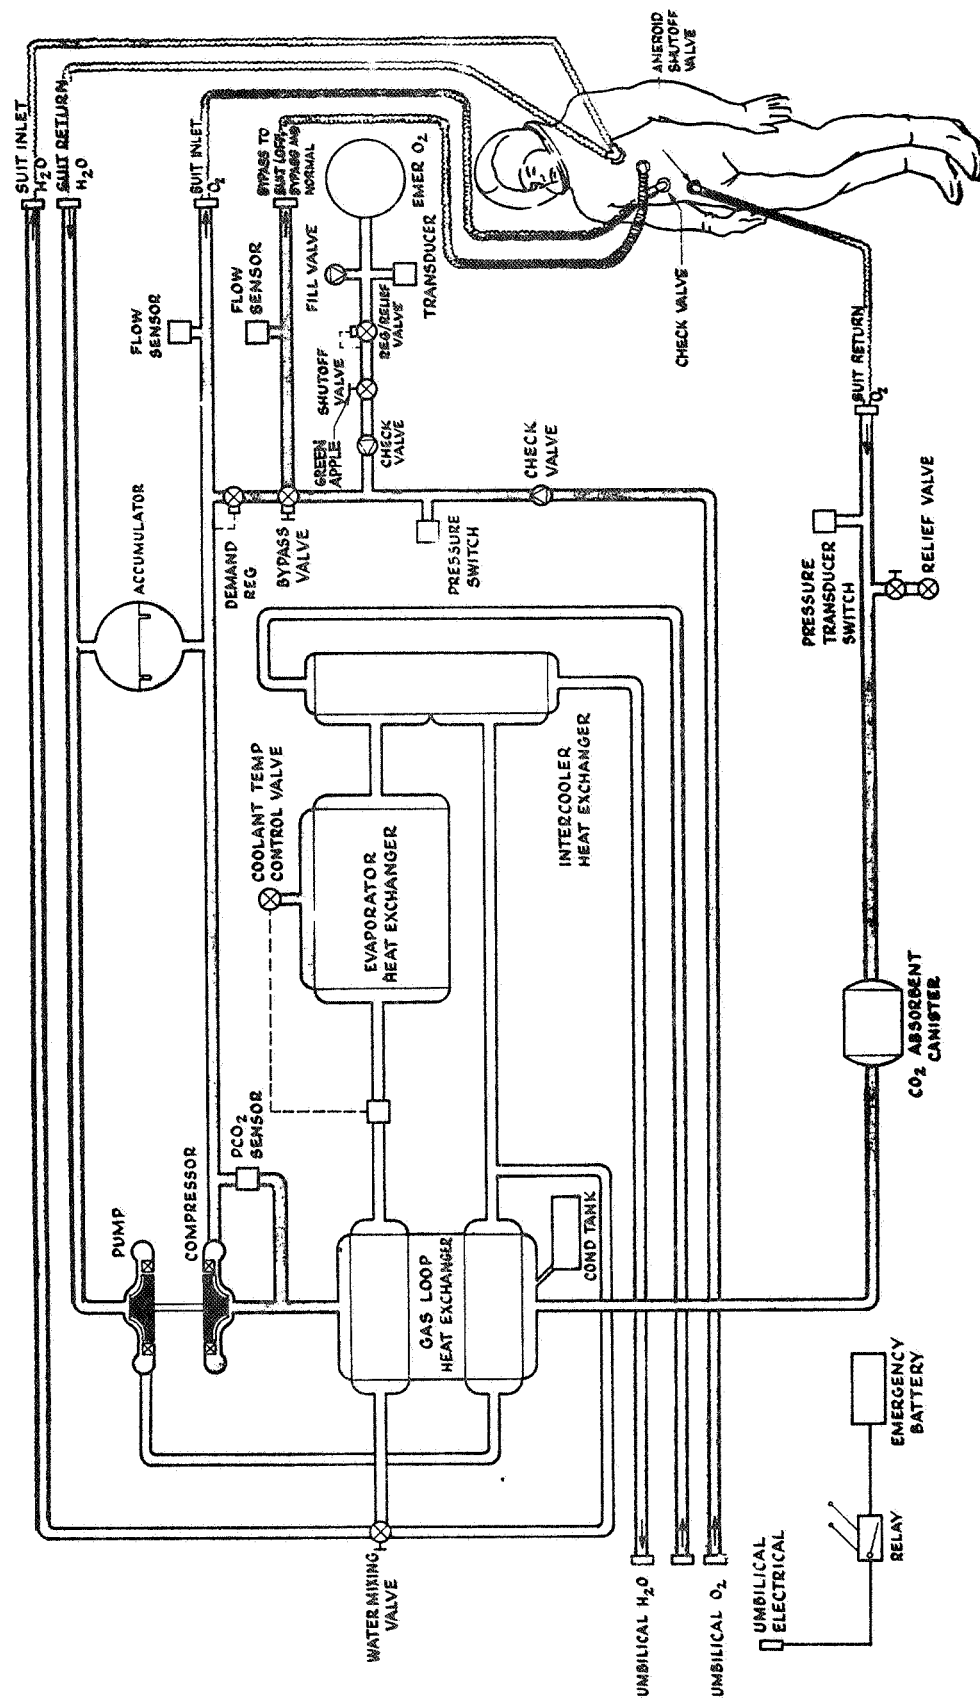 SUIT INLET
H2O
SUIT RETURN
H2O
SUIT INLET
O2
BYPASS TO
SUIT (OFF,
BYPASS AND
NORMAL
EMER O2
ANEROID
SHUTOFF
VALVE
FLOW
SENSOR
FLOW
SENSOR
FILL VALVE
TRANSDUCER
REG/RELIEF
VALVE
SHUTOFF
VALVE
GREEN
APPLE
CHECK
VALVE
CHECK VALVE
SUIT RETURN
O2
ACCUMULATOR
DEMAND
REG
BYPASS
VALVE
PRESSURE
SWITCH
CHECK
VALVE
PRESSURE
TRANSDUCER
SWITCH
RELIEF VALVE
COOLANT TEMP
CONTROL VALVE
EVAPORATOR
HEAT EXCHANGER
INTERCOOLER
HEAT EXCHANGER
CO2 ABSORBENT
CANISTER
PUMP
COMPRESSOR
PCO2
SENSOR
GAS LOOP
HEAT EXCHANGER
COND TANK
WATER MIXING
VALVE
UMBILICAL H2O
UMBILICAL O2
UMBILICAL
ELECTRICAL
RELAY
EMERGENCY
BATTERY